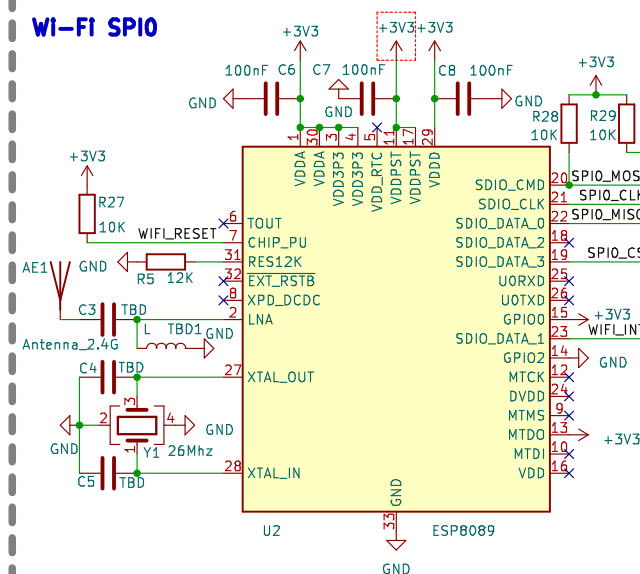 Wi-Fi SPI0
+3V3
+3V3
+3V3
100nF C6
C7 100nF
C8 100nF
+3V3
GND
GND
GND
R28
10K
R29
10K
1
30
3
4
5
11
17
29
VDDA
VDDA
VDD3P3
VDD3P3
VDD_RTC
VDDPST
VDDPST
VDDD
+3V3
R27
10K
WIFI_RESET
6 TOUT
7 CHIP_PU
31 RES12K
32 EXT_RSTB
8 XPD_DCDC
2 LNA
27 XTAL_OUT
28 XTAL_IN
SDIO_CMD 20 SPI0_MOS
SDIO_CLK 21 SPI0_CLK
SDIO_DATA_0 22 SPI0_MISO
SDIO_DATA_2 18
SDIO_DATA_3 19 SPI0_CS
U0RXD 25
U0TXD 26
GPIO0 15 +3V3
SDIO_DATA_1 23 WIFI_INT
GPIO2 14 GND
MTCK 12
DVDD 24
MTMS 9
MTDO 13 +3V3
MTDI 10
VDD 16
AE1
GND
R5 12K
C3 TBD
L TBD1
GND
Antenna_2.4G
C4 TBD
3
2
4
1
GND
GND
Y1 26Mhz
C5 TBD
GND
33
U2
ESP8089
GND